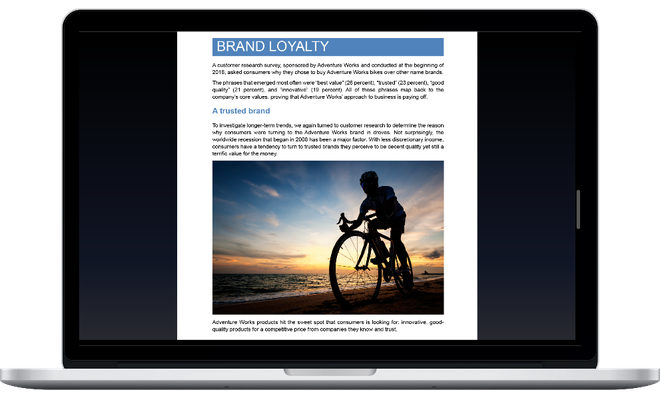 BRAND LOYALTY
A customer research survey, sponsored by Adventure Works and conducted at the beginning of
2016, asked consumers why they chose to buy Adventure Works bikes over other name brands.
The phrases that emerged most often were "best value" (26 percent), "trusted" (23 percent), "good
quality" (21 percent), and "innovative" (19 percent). All of these phrases map back to the
company's core values, proving that Adventure Works' approach to business is paying off.
A trusted brand
To investigate longer-term trends, we again turned to customer research to determine the reason
why consumers were turning to the Adventure Works brand in droves. Not surprisingly, the
worldwide recession that began in 2008 has been a major factor. With less discretionary income,
consumers have a tendency to turn to trusted brands they perceive to be decent quality yet still a
terrific value for the money.
Adventure Works products hit the sweet spot that consumers is looking for: innovative, good-
quality products for a competitive price from companies they know and trust.